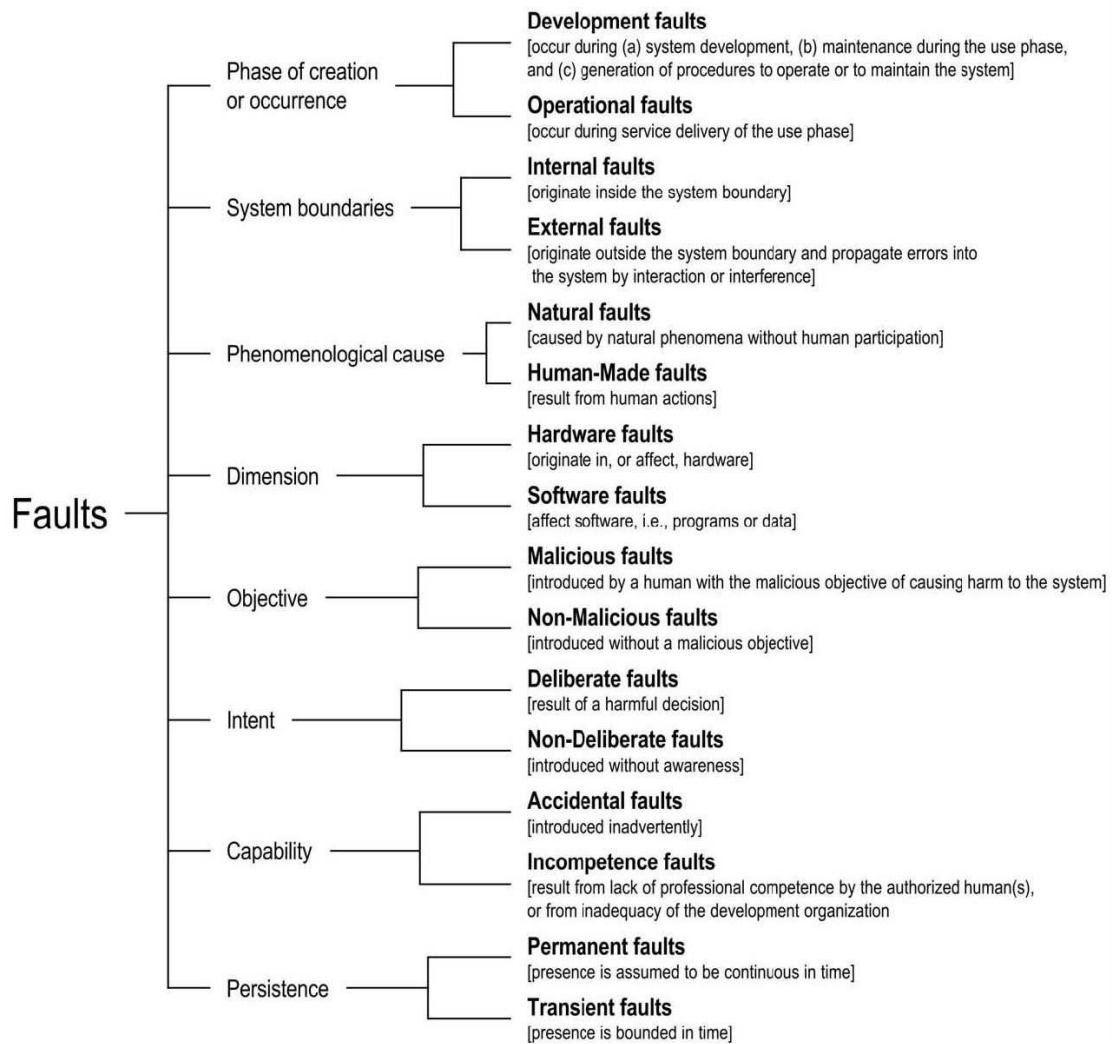 Faults
Phase of creation
or occurrence
Development faults
[occur during (a) system development, (b) maintenance during the use phase,
and (c) generation of procedures to operate or to maintain the system]
Operational faults
[occur during service delivery of the use phase]
System boundaries
Internal faults
[originate inside the system boundary]
External faults
[originate outside the system boundary and propagate errors into
the system by interaction or interference]
Phenomenological cause
Natural faults
[caused by natural phenomena without human participation]
Human-Made faults
[result from human actions]
Dimension
Hardware faults
[originate in, or affect, hardware]
Software faults
[affect software, i.e., programs or data]
Objective
Malicious faults
[introduced by a human with the malicious objective of causing harm to the system]
Non-Malicious faults
[introduced without a malicious objective]
Intent
Deliberate faults
[result of a harmful decision]
Non-Deliberate faults
[introduced without awareness]
Capability
Accidental faults
[introduced inadvertently]
Incompetence faults
[result from lack of professional competence by the authorized human(s),
or from inadequacy of the development organization
Persistence
Permanent faults
[presence is assumed to be continuous in time]
Transient faults
[presence is bounded in time]